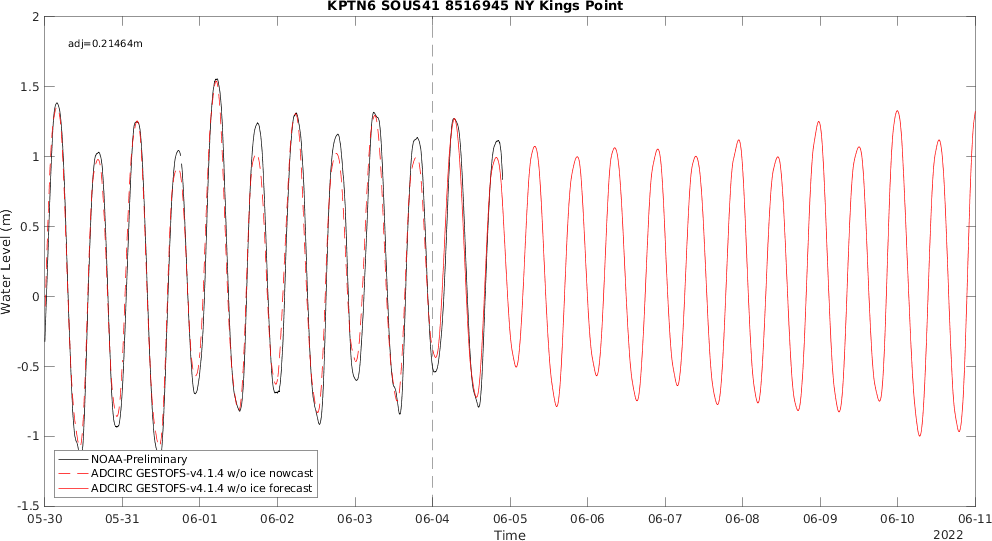 KPTN6 SOUS41 8516945 NY Kings Point
adj=0.21464m
2
1.5
1
0.5
0
-0.5
-1
-1.5
Water Level (m)
NOAA-Preliminary
ADCIRC GESTOFS-v4.1.4 w/o ice nowcast
ADCIRC GESTOFS-v4.1.4 w/o ice forecast
05-30 05-31 06-01 06-02 06-03 06-04 06-05 06-06 06-07 06-08 06-09 06-10 06-11
Time
2022